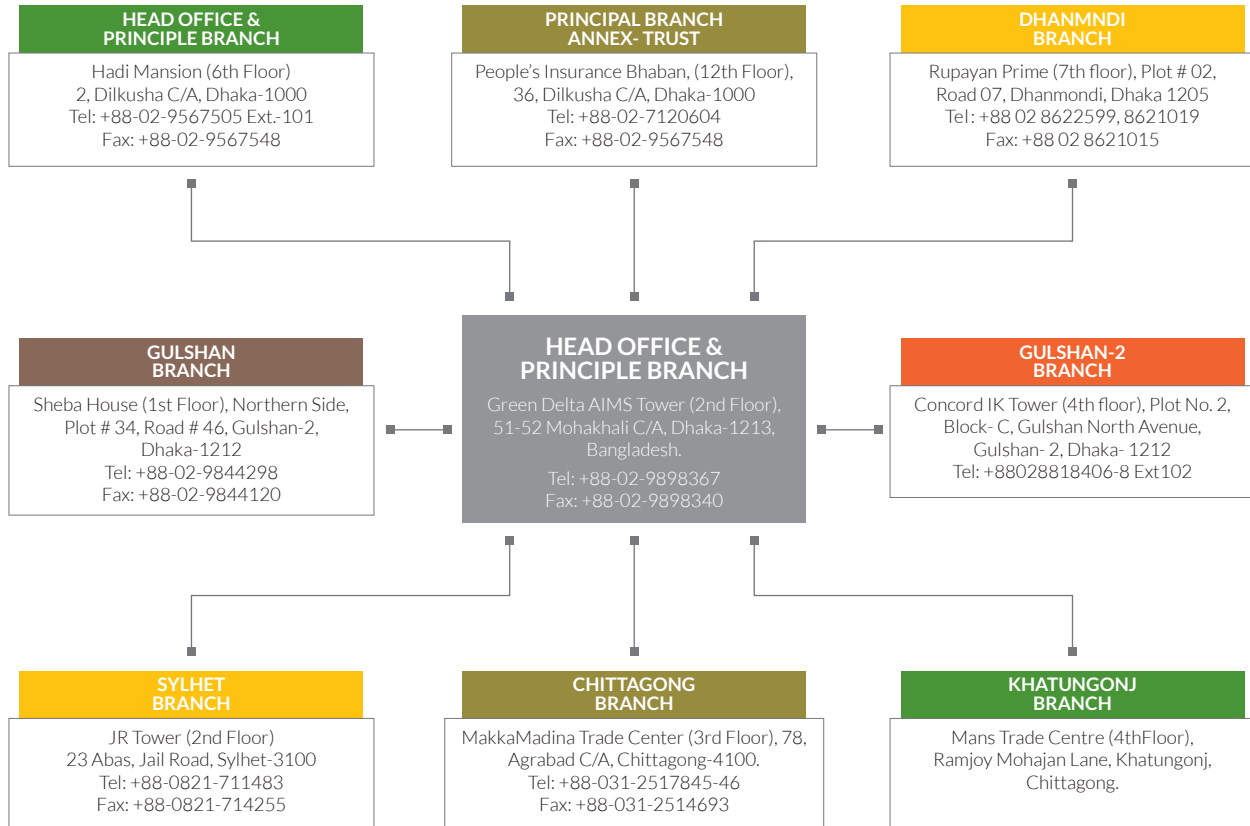 HEAD OFFICE &
PRINCIPLE BRANCH
Hadi Mansion (6th Floor)
2, Dilkusha C/A, Dhaka-1000
Tel: +88-02-9567505 Ext.-101
Fax: +88-02-9567548
PRINCIPAL BRANCH
ANNEX- TRUST
People's Insurance Bhaban, (12th Floor),
36, Dilkusha C/A, Dhaka-1000
Tel: +88-02-7120604
Fax: +88-02-9567548
DHANMNDI
BRANCH
Rupayan Prime (7th floor), Plot # 02,
Road 07, Dhanmondi, Dhaka 1205
Tel : +88 02 8622599, 8621019
Fax: +88 02 8621015
GULSHAN
BRANCH
Sheba House (1st Floor), Northern Side,
Plot # 34, Road # 46, Gulshan-2,
Dhaka-1212
Tel: +88-02-9844298
Fax: +88-02-9844120
HEAD OFFICE &
PRINCIPLE BRANCH
Green Delta AIMS Tower (2nd Floor),
51-52 Mohakhali C/A, Dhaka-1213,
Bangladesh.
Tel: +88-02-9898367
Fax: +88-02-9898340
GULSHAN-2
BRANCH
Concord IK Tower (4th floor), Plot No. 2,
Block- C, Gulshan North Avenue,
Gulshan- 2, Dhaka- 1212
Tel: +88028818406-8 Ext102
SYLHET
BRANCH
JR Tower (2nd Floor)
23 Abas, Jail Road, Sylhet-3100
Tel: +88-0821-711483
Fax: +88-0821-714255
CHITTAGONG
BRANCH
MakkaMadina Trade Center (3rd Floor), 78,
Agrabad C/A, Chittagong-4100.
Tel: +88-031-2517845-46
Fax: +88-031-2514693
KHATUNGONJ
BRANCH
Mans Trade Centre (4thFloor),
Ramjoy Mohajan Lane, Khatungonj,
Chittagong.